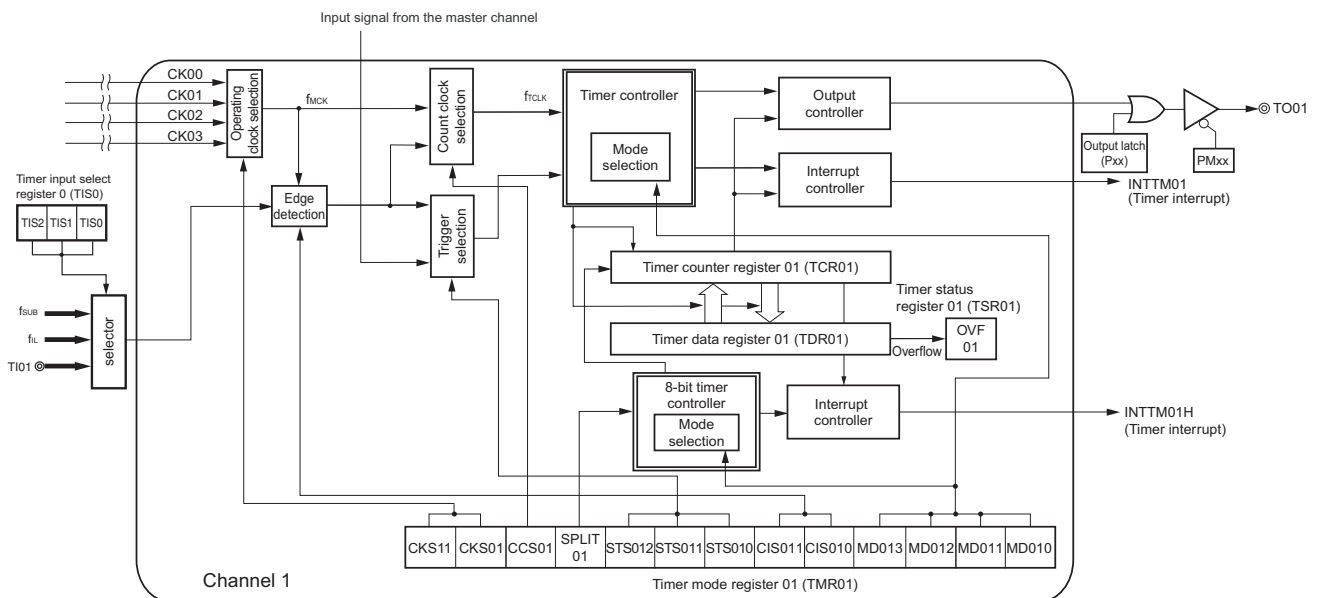 Input signal from the master channel
CK00
CK01
CK02
CK03
Operating
clock selection
fMCK
Count clock
selection
fTCLK
Timer controller
Mode
selection
Output
controller
TO01
Output latch
(Pxx)
PMxx
Interrupt
controller
INTTM01
(Timer interrupt)
Timer input select
register 0 (TIS0)
TIS2 TIS1 TIS0
Edge
detection
Trigger
selection
Timer counter register 01 (TCR01)
Timer status
register 01 (TSR01)
fSUB
fIL
TI01
selector
Timer data register 01 (TDR01)
Overflow
OVF
01
8-bit timer
controller
Mode
selection
Interrupt
controller
INTTM01H
(Timer interrupt)
CKS11 CKS01 CCS01 SPLIT
01 STS012 STS011 STS010 CIS011 CIS010 MD013 MD012 MD011 MD010
Channel 1
Timer mode register 01 (TMR01)